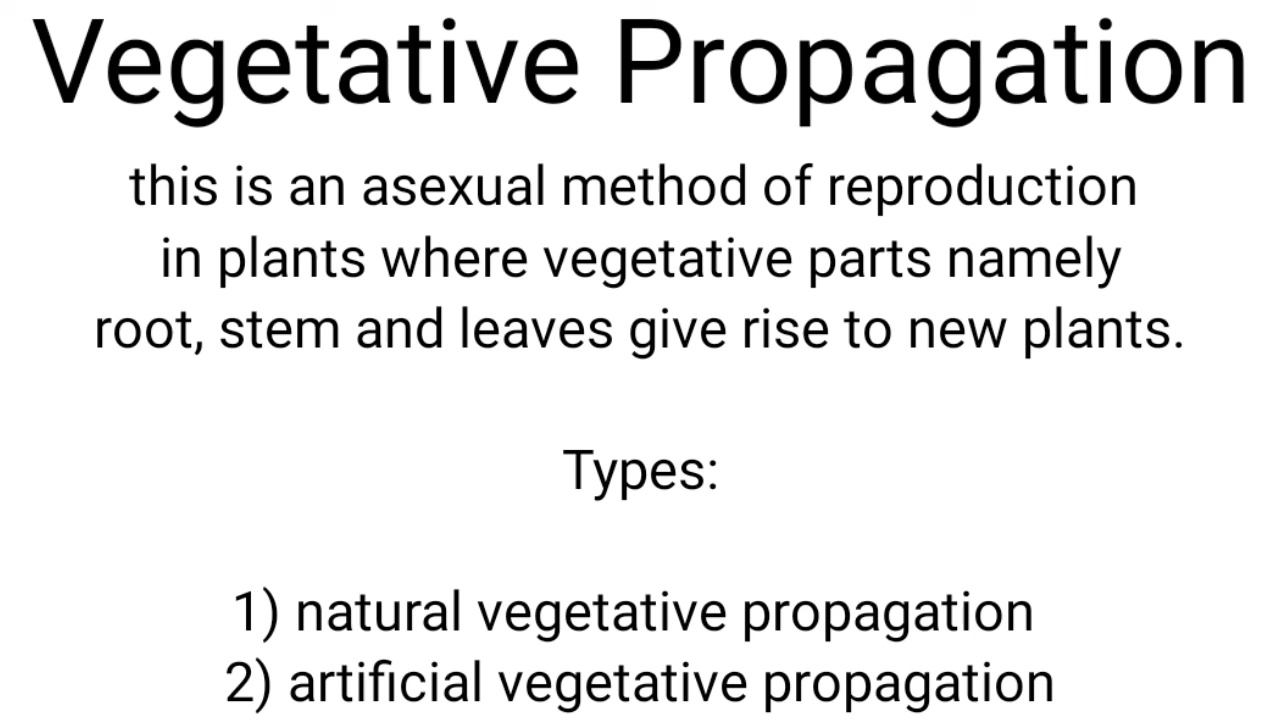 Vegetative Propagation
this is an asexual method of reproduction
in plants where vegetative parts namely
root, stem and leaves give rise to new plants.
Types:
1) natural vegetative propagation
2) artificial vegetative propagation